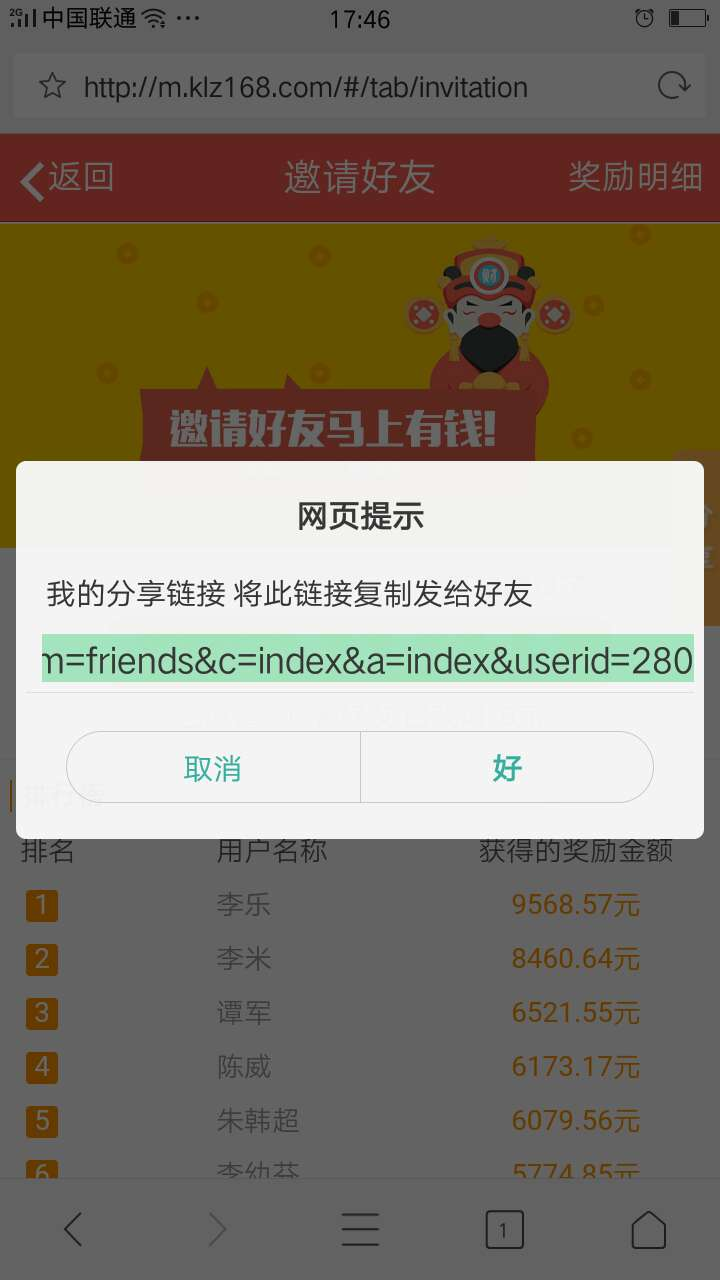 2G 中国联通 ··· 17:46
http://m.klz168.com/#/tab/invitation
返回 邀请好友 奖励明细
财
邀请好友马上有钱!
网页提示
我的分享链接 将此链接复制发给好友
m=friends&c=index&a=index&userid=280
取消 好
排行榜
排名 用户名称 获得的奖励金额
1 李乐 9568.57元
2 李米 8460.64元
3 谭军 6521.55元
4 陈威 6173.17元
5 朱韩超 6079.56元
6 李幼芬 5774.85元
1